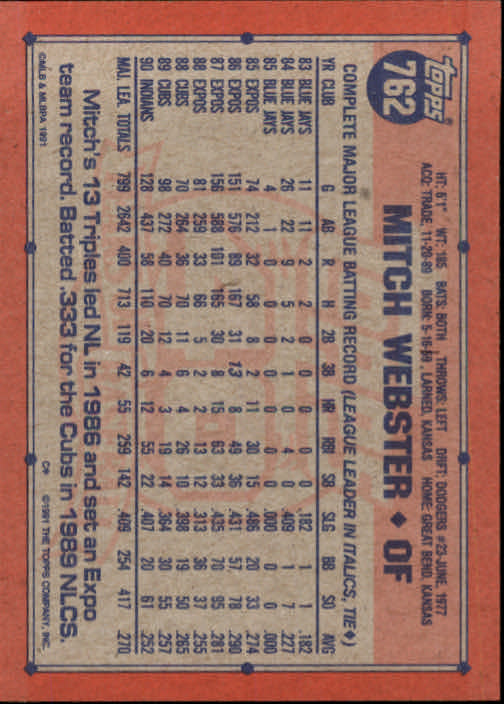 TOPPS
762
HT: 6'1" WT: 185 BATS: BOTH THROWS: LEFT DRFT: DODGERS #23-JUNE, 1977
ACQ: TRADE, 11-20-89 BORN: 5-16-59, LARNED, KANSAS HOME: GREAT BEND, KANSAS
MITCH WEBSTER ♦ OF
COMPLETE MAJOR LEAGUE BATTING RECORD (LEAGUE LEADER IN ITALICS, TIE♦)
YR CLUB G AB R H 2B 3B HR RBI SB SLG BB SO AVG
83 BLUE JAYS 11 11 2 2 0 0 0 0 0 .182 1 1 .182
84 BLUE JAYS 26 22 9 5 2 1 0 4 0 .409 1 7 .227
85 BLUE JAYS 4 1 0 0 0 0 0 0 0 .000 0 0 .000
85 EXPOS 74 212 32 58 8 2 11 30 15 .486 20 33 .274
86 EXPOS 151 576 89 167 31 13 8 49 36 .431 57 78 .290
87 EXPOS 156 588 101 165 30 8 15 63 33 .435 70 95 .281
88 EXPOS 81 259 33 66 5 2 2 13 12 .313 36 37 .255
88 CUBS 70 264 36 70 11 6 4 26 10 .398 19 50 .265
89 CUBS 98 272 40 70 12 4 3 19 14 .364 30 55 .257
90 INDIANS 128 437 58 110 20 6 12 55 22 .407 20 61 .252
MAJ. LEA. TOTALS 799 2642 400 713 119 42 55 259 142 .409 254 417 .270
Mitch's 13 Triples led NL in 1986 and set an Expo
team record. Batted .333 for the Cubs in 1989 NLCS.
©MLB & MLBPA 1991 C* ©1991 THE TOPPS COMPANY, INC.